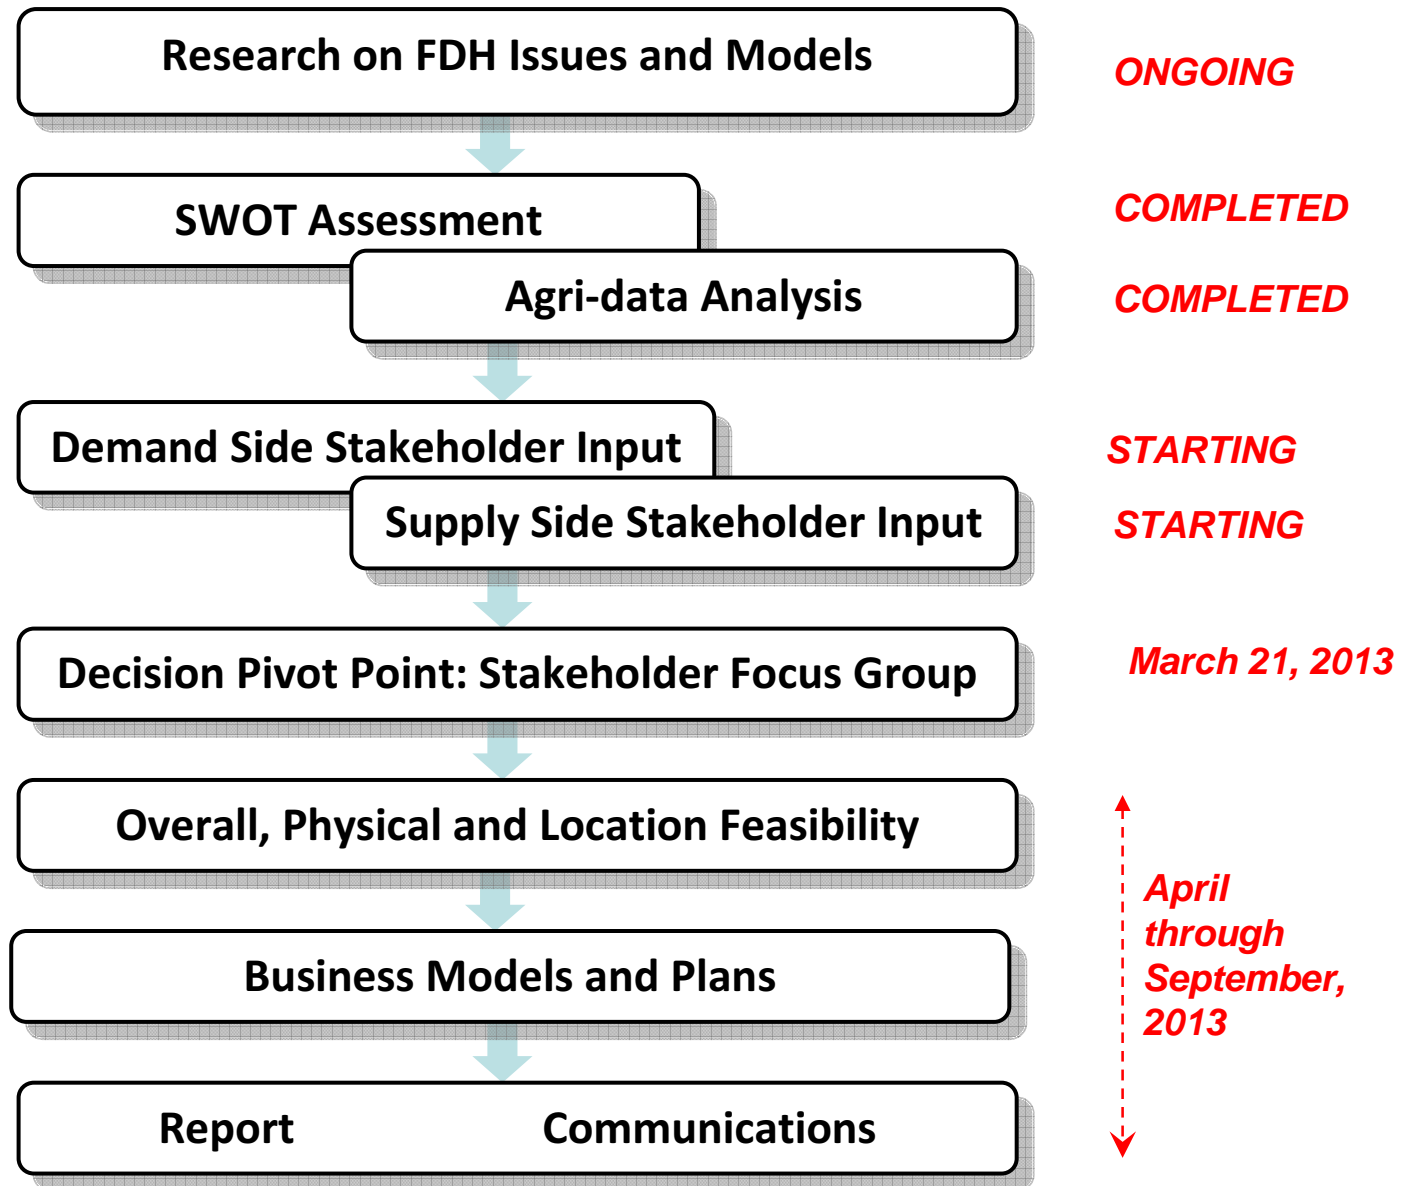 Research on FDH Issues and Models
ONGOING
SWOT Assessment
COMPLETED
Agri-data Analysis
COMPLETED
Demand Side Stakeholder Input
STARTING
Supply Side Stakeholder Input
STARTING
Decision Pivot Point: Stakeholder Focus Group
March 21, 2013
Overall, Physical and Location Feasibility
April
through
September,
2013
Business Models and Plans
Report Communications